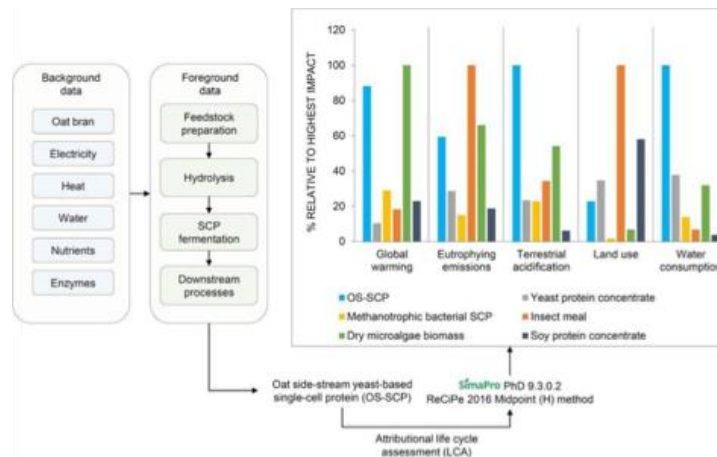 Background
data
Oat bran
Electricity
Heat
Water
Nutrients
Enzymes
Foreground
data
Feedstock
preparation
Hydrolysis
SCP
fermentation
Downstream
processes
% RELATIVE TO HIGHEST IMPACT
120
100
80
60
40
20
0
Global
warming
Eutrophying
emissions
Terrestrial
acidification
Land use
Water
consumption
OS-SCP
Yeast protein concentrate
Methanotrophic bacterial SCP
Insect meal
Dry microalgae biomass
Soy protein concentrate
Oat side-stream yeast-based
single-cell protein (OS-SCP)
SimaPro PhD 9.3.0.2
ReCiPe 2016 Midpoint (H) method
Attributional life cycle
assessment (LCA)